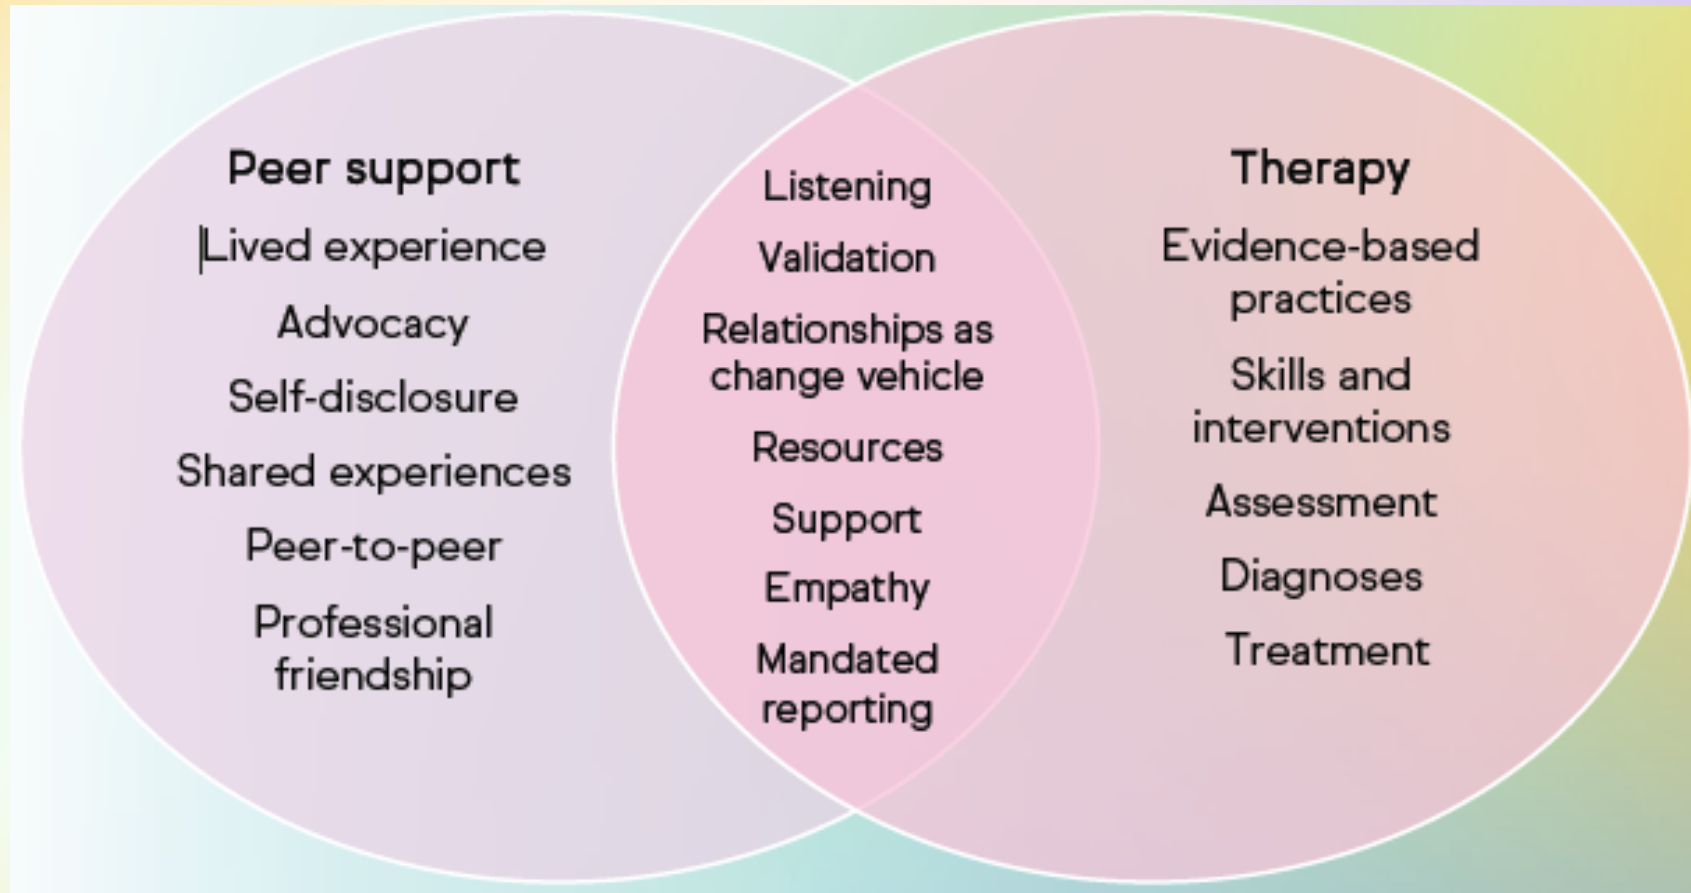 Peer support
Lived experience
Advocacy
Self-disclosure
Shared experiences
Peer-to-peer
Professional
friendship
Listening
Validation
Relationships as
change vehicle
Resources
Support
Empathy
Mandated
reporting
Therapy
Evidence-based
practices
Skills and
interventions
Assessment
Diagnoses
Treatment